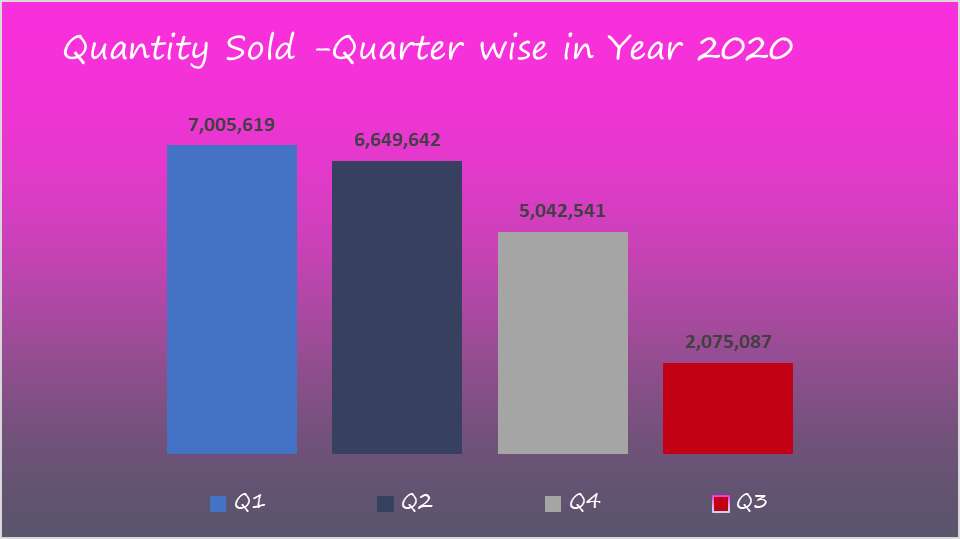 Quantity Sold -Quarter wise in Year 2020
7,005,619
6,649,642
5,042,541
2,075,087
Q1 Q2 Q4 Q3